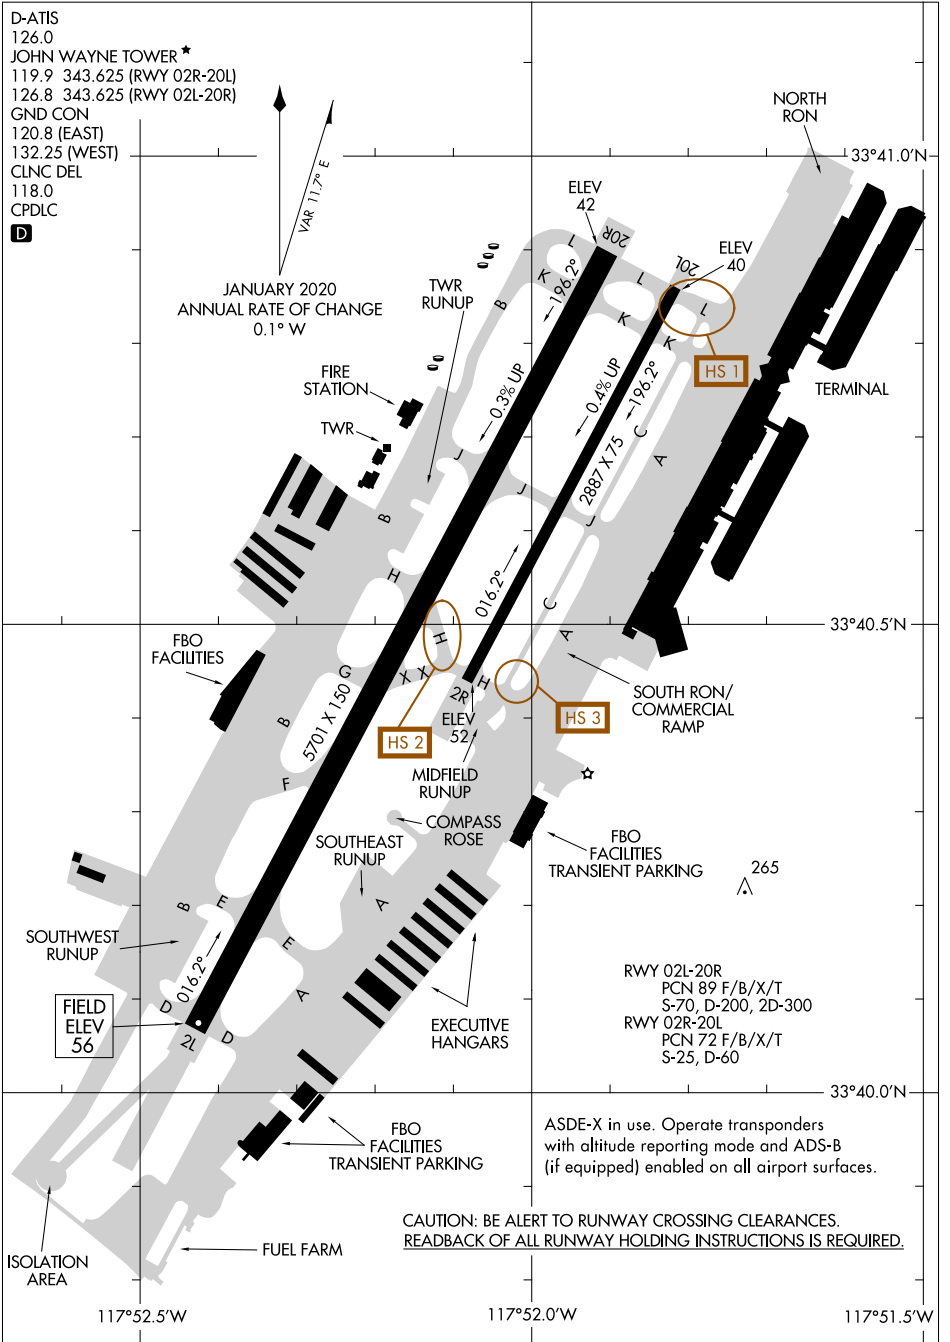 D-ATIS
126.0
JOHN WAYNE TOWER★
119.9 343.625 (RWY 02R-20L)
126.8 343.625 (RWY 02L-20R)
GND CON
120.8 (EAST)
132.25 (WEST)
CLNC DEL
118.0
CPDLC
D
VAR 11.7° E
JANUARY 2020
ANNUAL RATE OF CHANGE
0.1° W
NORTH
RON
33°41.0'N
ELEV
42
20R
L
L
20L
ELEV
40
L
196.2°
K
B
K
K
HS 1
TWR
RUNUP
FIRE
STATION
TWR
TERMINAL
0.3% UP
0.4% UP
196.2°
2887 X 75
C
A
J
J
J
B
H
016.2°
C
A
H
33°40.5'N
FBO
FACILITIES
G
X
X
2R
H
5701 X 150
B
HS 2
ELEV
52
HS 3
SOUTH RON/
COMMERCIAL
RAMP
MIDFIELD
RUNUP
F
COMPASS
ROSE
SOUTHEAST
RUNUP
FBO
FACILITIES
TRANSIENT PARKING
265
A
B
E
E
SOUTHWEST
RUNUP
016.2°
A
D
D
2L
FIELD
ELEV
56
EXECUTIVE
HANGARS
RWY 02L-20R
PCN 89 F/B/X/T
S-70, D-200, 2D-300
RWY 02R-20L
PCN 72 F/B/X/T
S-25, D-60
33°40.0'N
FBO
FACILITIES
TRANSIENT PARKING
ASDE-X in use. Operate transponders
with altitude reporting mode and ADS-B
(if equipped) enabled on all airport surfaces.
CAUTION: BE ALERT TO RUNWAY CROSSING CLEARANCES.
READBACK OF ALL RUNWAY HOLDING INSTRUCTIONS IS REQUIRED.
FUEL FARM
ISOLATION
AREA
117°52.5'W
117°52.0'W
117°51.5'W